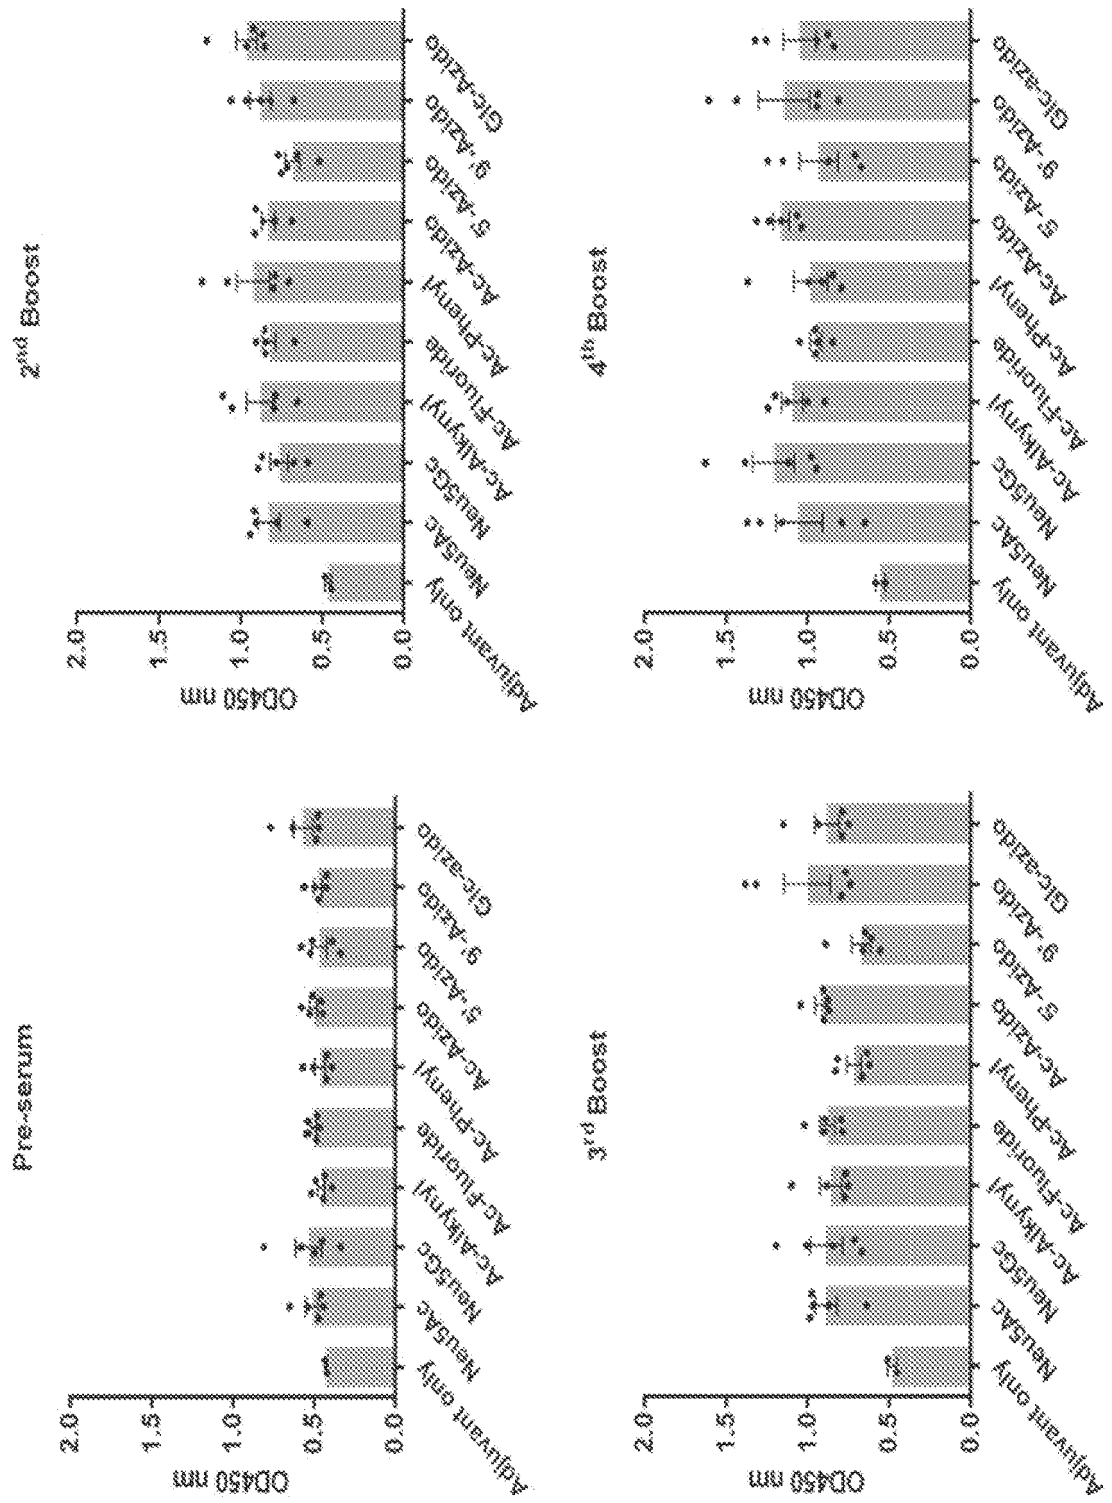 Pre-serum
OD450 nm
2.0
1.5
1.0
0.5
0.0
Adjuvant only
Neu5Ac
Neu5Gc
Ac-Alkynyl
Ac-Fluoride
Ac-Phenyl
Ac-Azido
5'-Azido
9'-Azido
Glc-azido
2nd Boost
OD450 nm
2.0
1.5
1.0
0.5
0.0
Adjuvant only
Neu5Ac
Neu5Gc
Ac-Alkynyl
Ac-Fluoride
Ac-Phenyl
Ac-Azido
5'-Azido
9'-Azido
Glc-Azido
3rd Boost
OD450 nm
2.0
1.5
1.0
0.5
0.0
Adjuvant only
Neu5Ac
Neu5Gc
Ac-Alkynyl
Ac-Fluoride
Ac-Phenyl
Ac-Azido
5'-Azido
9'-Azido
Glc-azido
4th Boost
OD450 nm
2.0
1.5
1.0
0.5
0.0
Adjuvant only
Neu5Ac
Neu5Gc
Ac-Alkynyl
Ac-Fluoride
Ac-Phenyl
Ac-Azido
5'-Azido
9'-Azido
Glc-azido